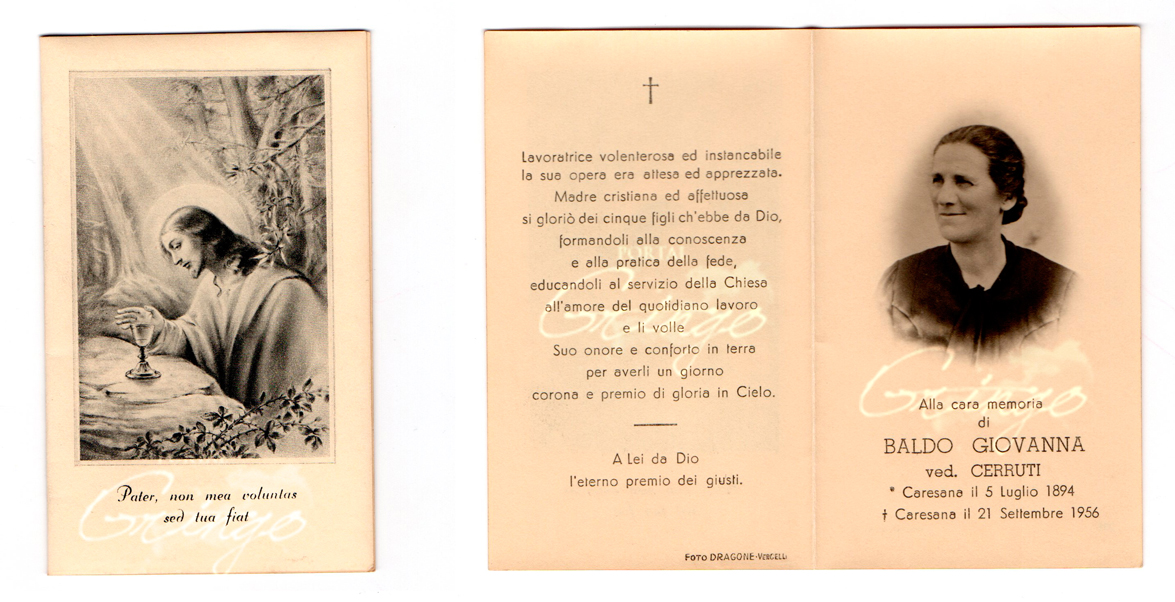 Pater, non mea voluntas
sed tua fiat
Lavoratrice volenterosa ed instancabile
la sua opera era attesa ed apprezzata.
Madre cristiana ed affettuosa
si gloriò dei cinque figli ch'ebbe da Dio,
formandoli alla conoscenza
e alla pratica della fede,
educandoli al servizio della Chiesa
all'amore del quotidiano lavoro
e li volle
Suo onore e conforto in terra
per averli un giorno
corona e premio di gloria in Cielo.
A Lei da Dio
l'eterno premio dei giusti.
FOTO DRAGONE-VERCELLI
Alla cara memoria
di
BALDO GIOVANNA
ved. CERRUTI
* Caresana il 5 Luglio 1894
† Caresana il 21 Settembre 1956
PORTAL
Gringo
Gringo
Gringo